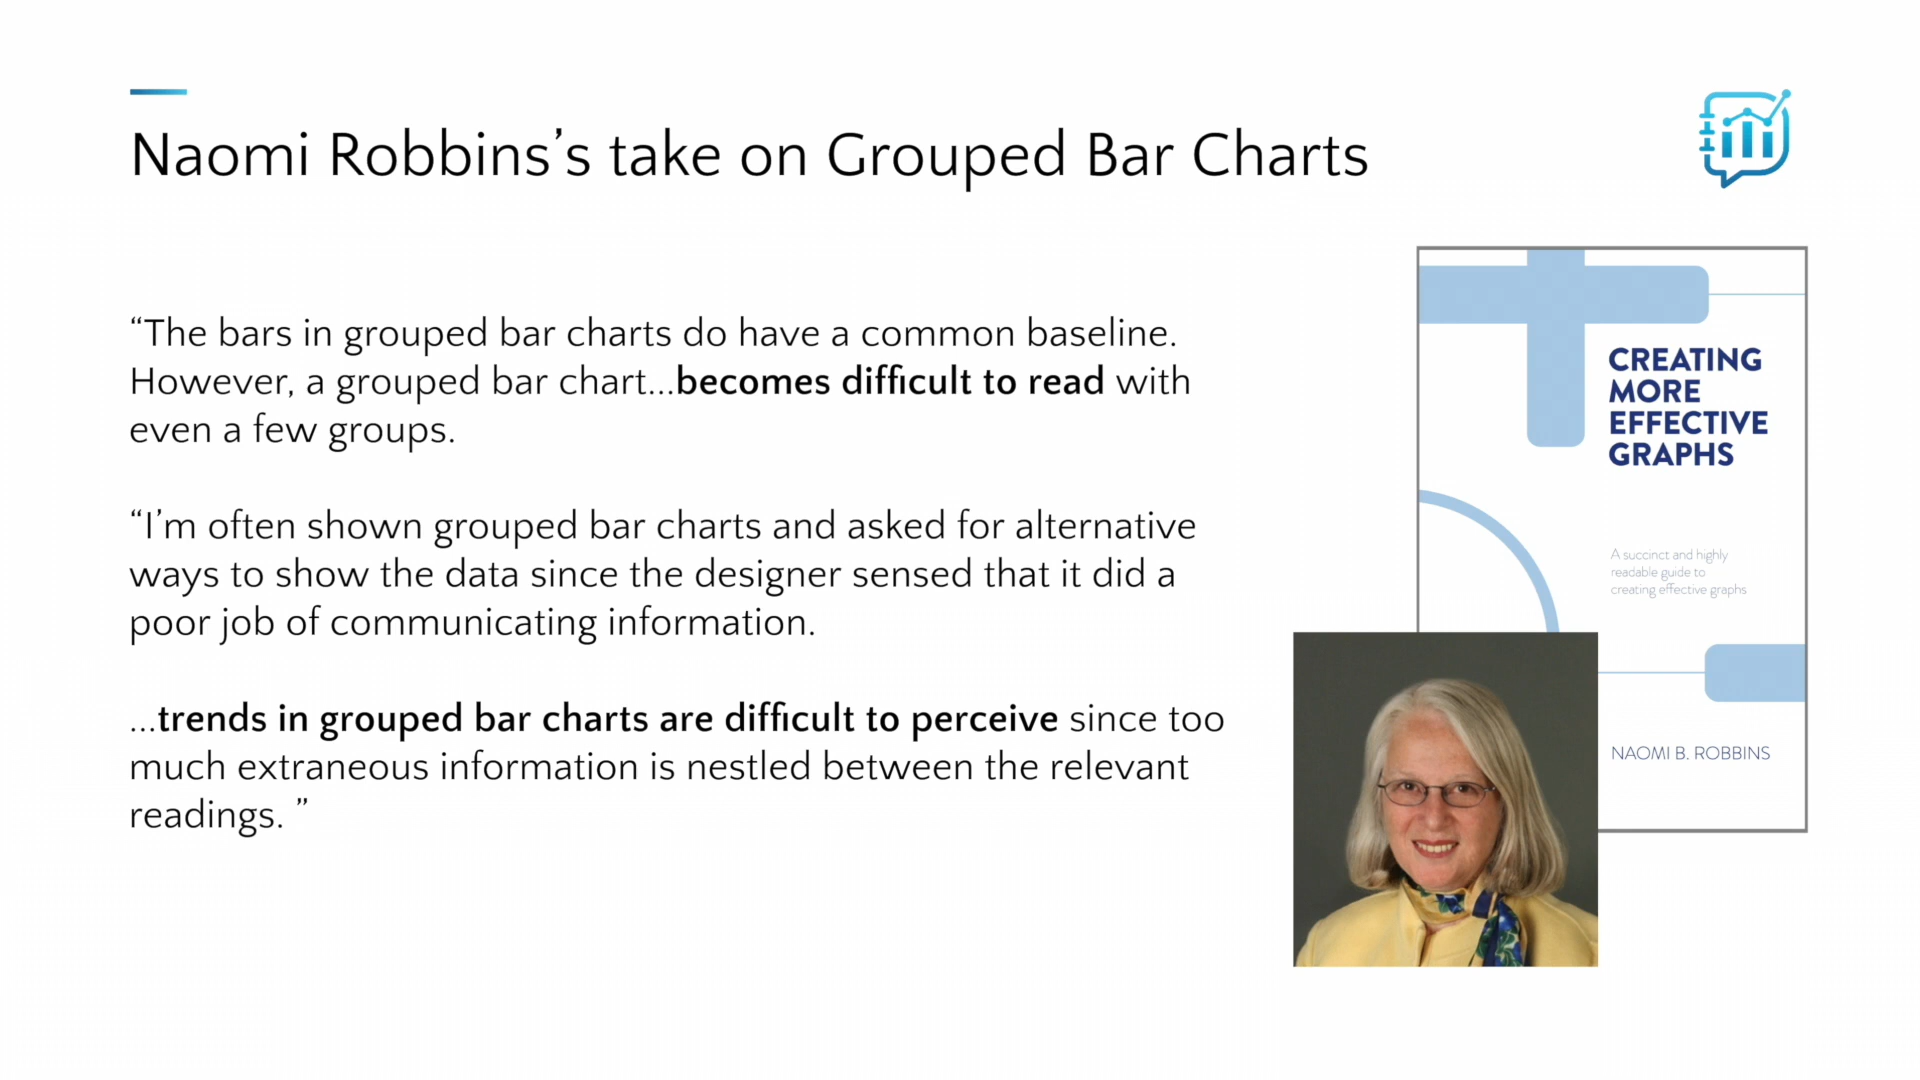 Naomi Robbins’s take on Grouped Bar Charts
“The bars in grouped bar charts do have a common baseline.
However, a grouped bar chart...becomes difficult to read with
even a few groups.
“I’m often shown grouped bar charts and asked for alternative
ways to show the data since the designer sensed that it did a
poor job of communicating information.
...trends in grouped bar charts are difficult to perceive since too
much extraneous information is nestled between the relevant
readings. ”
CREATING
MORE
EFFECTIVE
GRAPHS
A succinct and highly
readable guide to
creating effective graphs
NAOMI B. ROBBINS